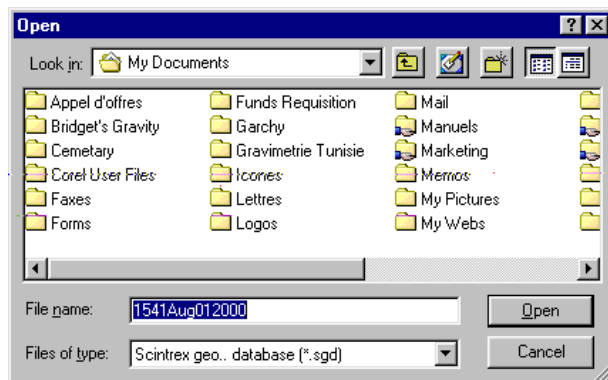 Open
Look in: My Documents
Appel d'offres Funds Requisition Mail
Bridget's Gravity Garchy Manuels
Cemetary Gravimetrie Tunisie Marketing
Corel User Files Icones Memos
Faxes Lettres My Pictures
Forms Logos My Webs
File name: 1541Aug012000 Open
Files of type: Scintrex geo.. database (*.sgd) Cancel